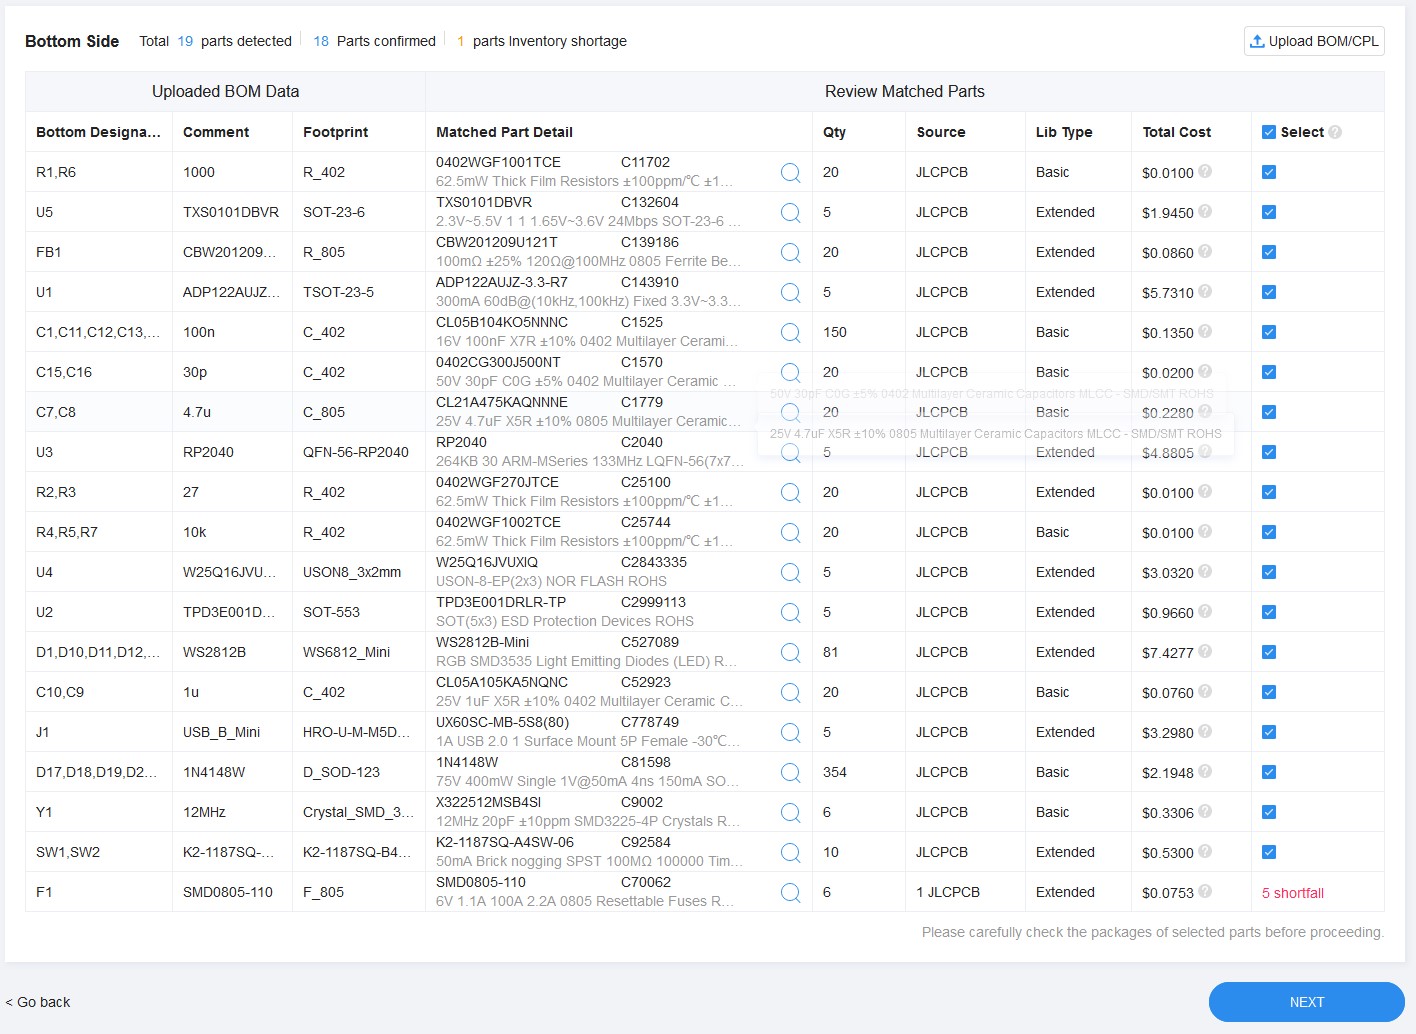 Bottom Side Total 19 parts detected 18 Parts confirmed 1 parts Inventory shortage Upload BOM/CPL
Uploaded BOM Data Review Matched Parts
Bottom Designa... Comment Footprint Matched Part Detail Qty Source Lib Type Total Cost Select
R1,R6 1000 R_402 0402WGF1001TCE C11702 20 JLCPCB Basic $0.0100
62.5mW Thick Film Resistors ±100ppm/℃ ±1...
U5 TXS0101DBVR SOT-23-6 TXS0101DBVR C132604 5 JLCPCB Extended $1.9450
2.3V~5.5V 1 1 1.65V~3.6V 24Mbps SOT-23-6 ...
FB1 CBW201209... R_805 CBW201209U121T C139186 20 JLCPCB Extended $0.0860
100mΩ ±25% 120Ω@100MHz 0805 Ferrite Be...
U1 ADP122AUJZ... TSOT-23-5 ADP122AUJZ-3.3-R7 C143910 5 JLCPCB Extended $5.7310
300mA 60dB@(10kHz,100kHz) Fixed 3.3V~3.3...
C1,C11,C12,C13,... 100n C_402 CL05B104KO5NNNC C1525 150 JLCPCB Basic $0.1350
16V 100nF X7R ±10% 0402 Multilayer Cerami...
C15,C16 30p C_402 0402CG300J500NT C1570 20 JLCPCB Basic $0.0200
50V 30pF C0G ±5% 0402 Multilayer Ceramic ...
50V 30pF C0G ±5% 0402 Multilayer Ceramic Capacitors MLCC - SMD/SMT ROHS
C7,C8 4.7u C_805 CL21A475KAQNNNE C1779 20 JLCPCB Basic $0.2280
25V 4.7uF X5R ±10% 0805 Multilayer Ceramic...
25V 4.7uF X5R ±10% 0805 Multilayer Ceramic Capacitors MLCC - SMD/SMT ROHS
U3 RP2040 QFN-56-RP2040 RP2040 C2040 5 JLCPCB Extended $4.8805
264KB 30 ARM-MSeries 133MHz LQFN-56(7x7...
R2,R3 27 R_402 0402WGF270JTCE C25100 20 JLCPCB Extended $0.0100
62.5mW Thick Film Resistors ±100ppm/℃ ±1...
R4,R5,R7 10k R_402 0402WGF1002TCE C25744 20 JLCPCB Basic $0.0100
62.5mW Thick Film Resistors ±100ppm/℃ ±1...
U4 W25Q16JVU... USON8_3x2mm W25Q16JVUXIQ C2843335 5 JLCPCB Extended $3.0320
USON-8-EP(2x3) NOR FLASH ROHS
U2 TPD3E001D... SOT-553 TPD3E001DRLR-TP C2999113 5 JLCPCB Extended $0.9660
SOT(5x3) ESD Protection Devices ROHS
D1,D10,D11,D12,... WS2812B WS6812_Mini WS2812B-Mini C527089 81 JLCPCB Extended $7.4277
RGB SMD3535 Light Emitting Diodes (LED) R...
C10,C9 1u C_402 CL05A105KA5NQNC C52923 20 JLCPCB Basic $0.0760
25V 1uF X5R ±10% 0402 Multilayer Ceramic C...
J1 USB_B_Mini HRO-U-M-M5D... UX60SC-MB-5S8(80) C778749 5 JLCPCB Extended $3.2980
1A USB 2.0 1 Surface Mount 5P Female -30℃...
D17,D18,D19,D2... 1N4148W D_SOD-123 1N4148W C81598 354 JLCPCB Basic $2.1948
75V 400mW Single 1V@50mA 4ns 150mA SO...
Y1 12MHz Crystal_SMD_3... X322512MSB4SI C9002 6 JLCPCB Basic $0.3306
12MHz 20pF ±10ppm SMD3225-4P Crystals R...
SW1,SW2 K2-1187SQ-... K2-1187SQ-B4... K2-1187SQ-A4SW-06 C92584 10 JLCPCB Extended $0.5300
50mA Brick nogging SPST 100MΩ 100000 Tim...
F1 SMD0805-110 F_805 SMD0805-110 C70062 6 1 JLCPCB Extended $0.0753 5 shortfall
6V 1.1A 100A 2.2A 0805 Resettable Fuses R...
Please carefully check the packages of selected parts before proceeding.
< Go back NEXT